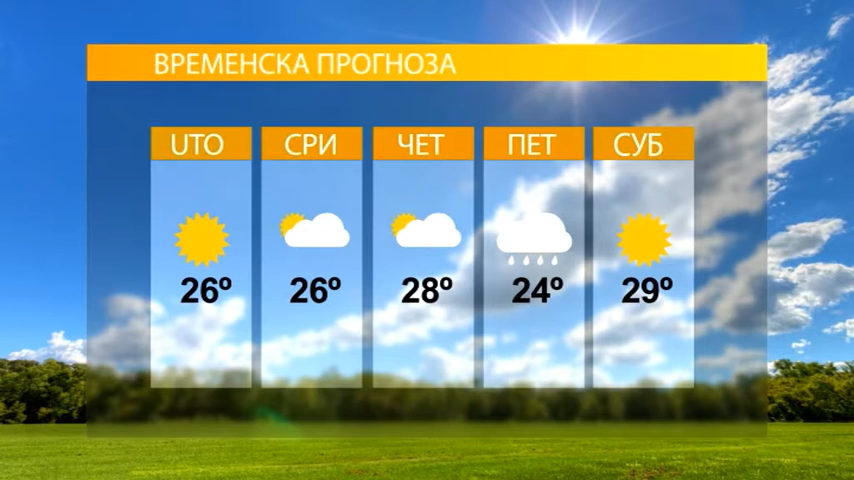 ВРЕМЕНСКА ПРОГНОЗА
UTO СРИ ЧЕТ ПЕТ СУБ
26º 26º 28º 24º 29º